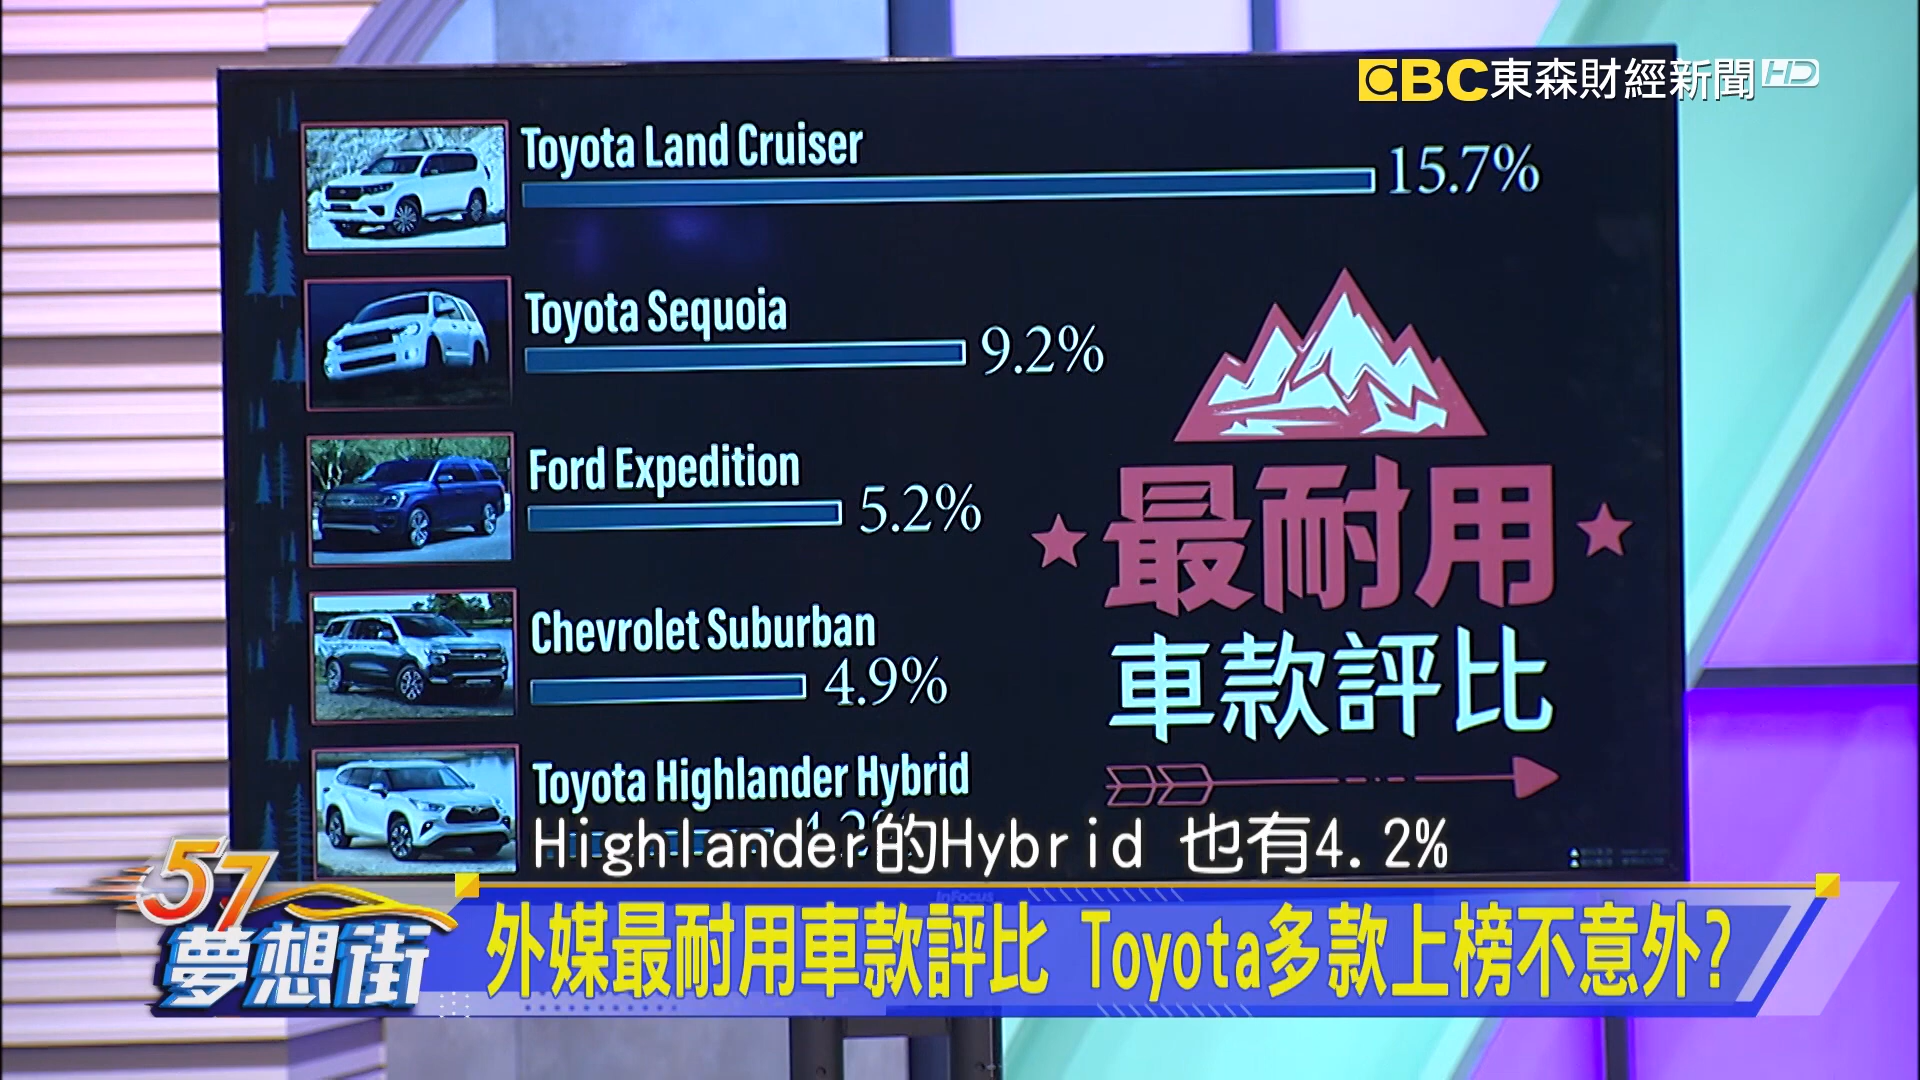 EBC東森財經新聞HD
Toyota Land Cruiser
15.7%
Toyota Sequoia
9.2%
Ford Expedition
5.2%
Chevrolet Suburban
4.9%
Toyota Highlander Hybrid
最耐用
車款評比
Highlander的Hybrid 也有4.2%
InFocus
57
夢想街
外媒最耐用車款評比 Toyota多款上榜不意外?